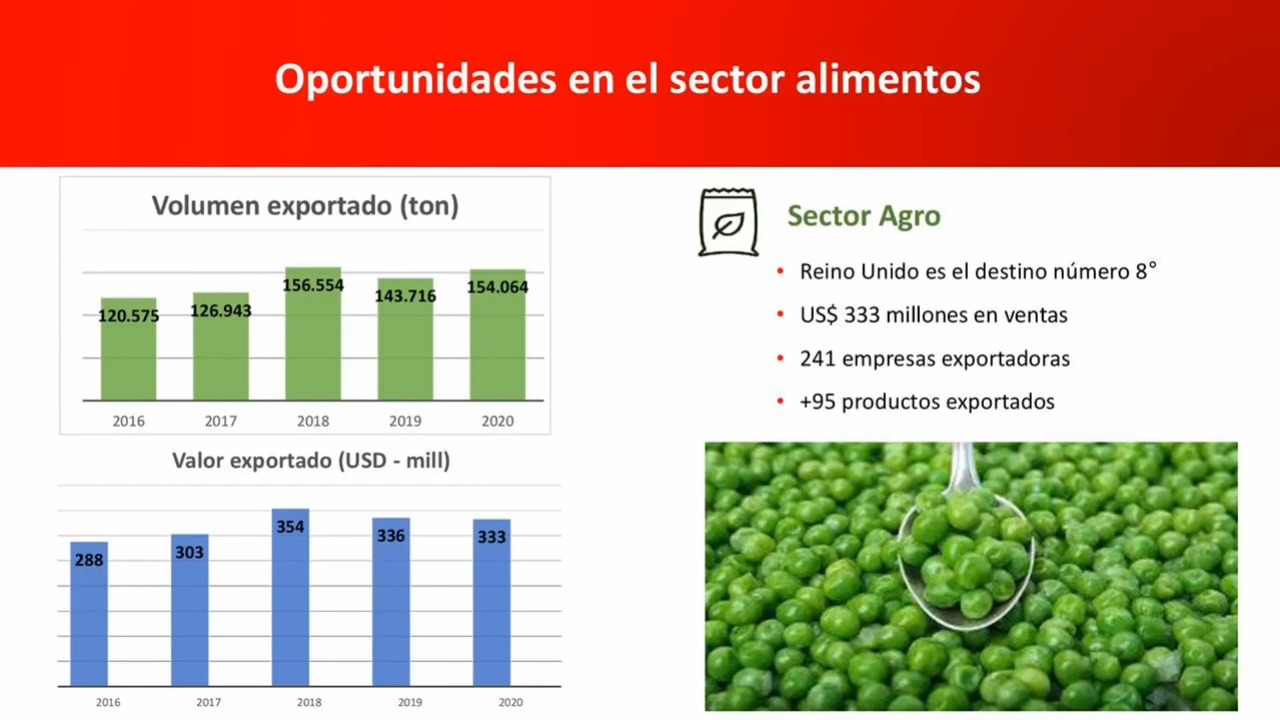 Oportunidades en el sector alimentos
Volumen exportado (ton)
120.575
126.943
156.554
143.716
154.064
2016 2017 2018 2019 2020
Valor exportado (USD - mill)
288
303
354
336
333
2016 2017 2018 2019 2020
Sector Agro
• Reino Unido es el destino número 8°
• US$ 333 millones en ventas
• 241 empresas exportadoras
• +95 productos exportados